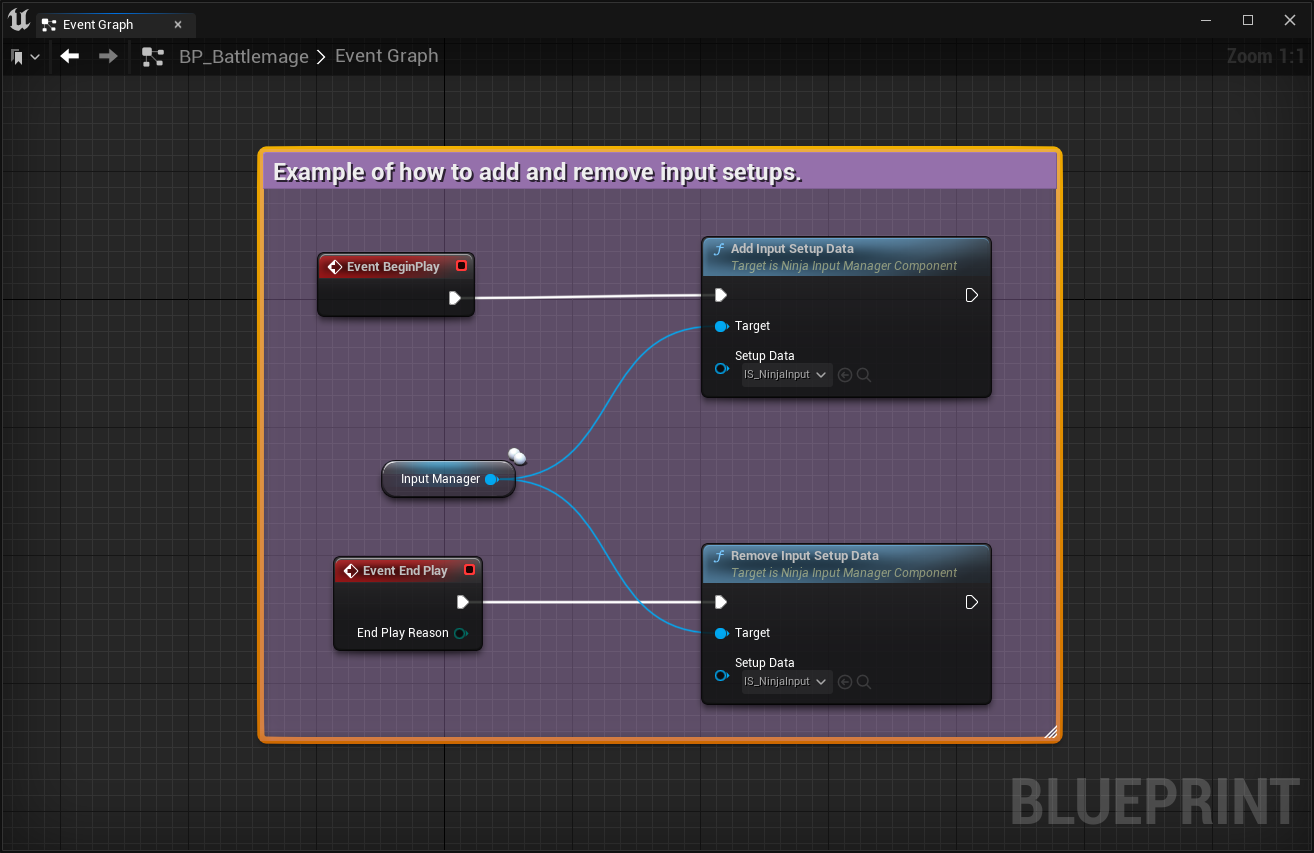 Event Graph
BP_Battlemage
Event Graph
Zoom 1:1
Example of how to add and remove input setups.
Event BeginPlay
Add Input Setup Data
Target is Ninja Input Manager Component
Target
Setup Data
IS_NinjaInput
Input Manager
Event End Play
End Play Reason
Remove Input Setup Data
Target is Ninja Input Manager Component
Target
Setup Data
IS_NinjaInput
BLUEPRINT